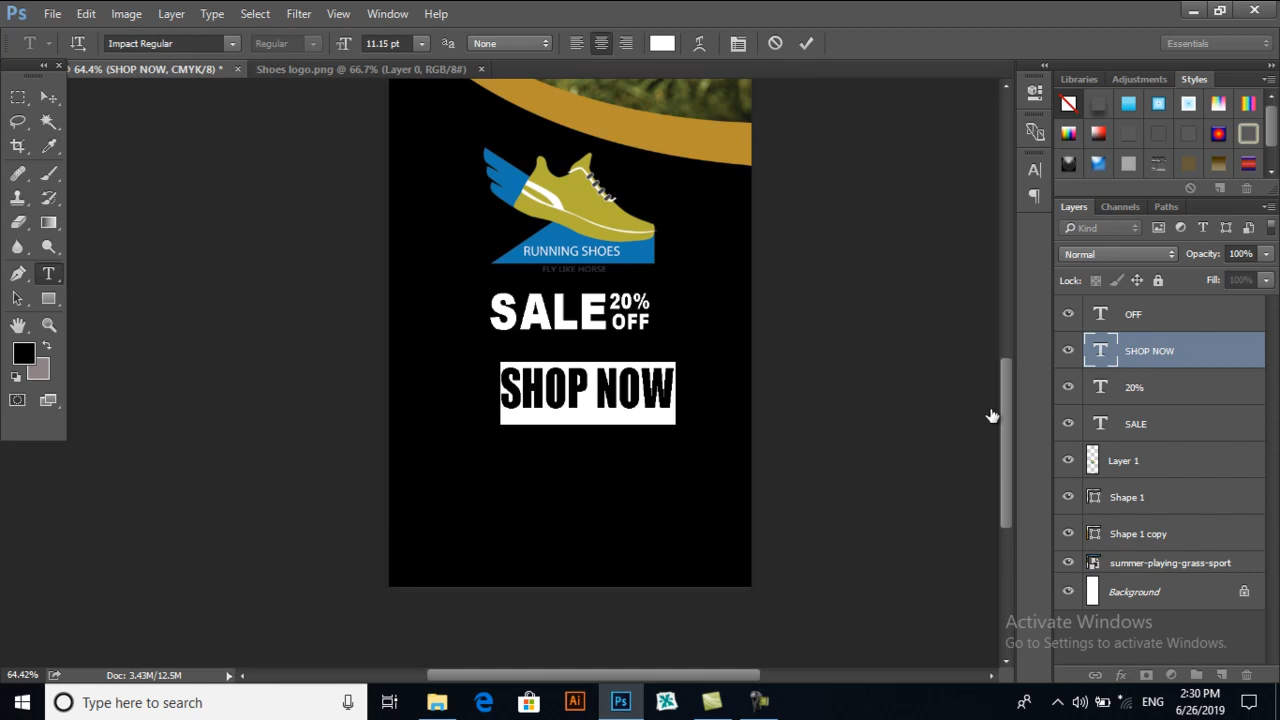 Ps File Edit Image Layer Type Select Filter View Window Help
T Impact Regular Regular 11.15 pt aa None Essentials
64.4% (SHOP NOW, CMYK/8) * × Shoes logo.png @ 66.7% (Layer 0, RGB/8#) ×
Libraries Adjustments Styles
Layers Channels Paths
Kind
Normal Opacity: 100%
Lock: Fill: 100%
OFF
SHOP NOW
20%
SALE
Layer 1
Shape 1
Shape 1 copy
summer-playing-grass-sport
Background
RUNNING SHOES
FLY LIKE HORSE
SALE 20%
OFF
SHOP NOW
Activate Windows
Go to Settings to activate Windows.
64.42% Doc: 3.43M/12.5M
Type here to search
Ai Ps
ENG
2:30 PM
6/26/2019